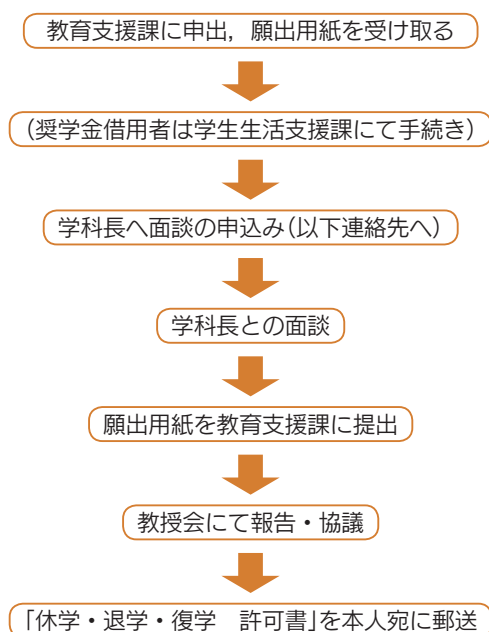 教育支援課に申出，願出用紙を受け取る
(奨学金借用者は学生生活支援課にて手続き)
学科長へ面談の申込み(以下連絡先へ)
学科長との面談
願出用紙を教育支援課に提出
教授会にて報告・協議
「休学・退学・復学　許可書」を本人宛に郵送